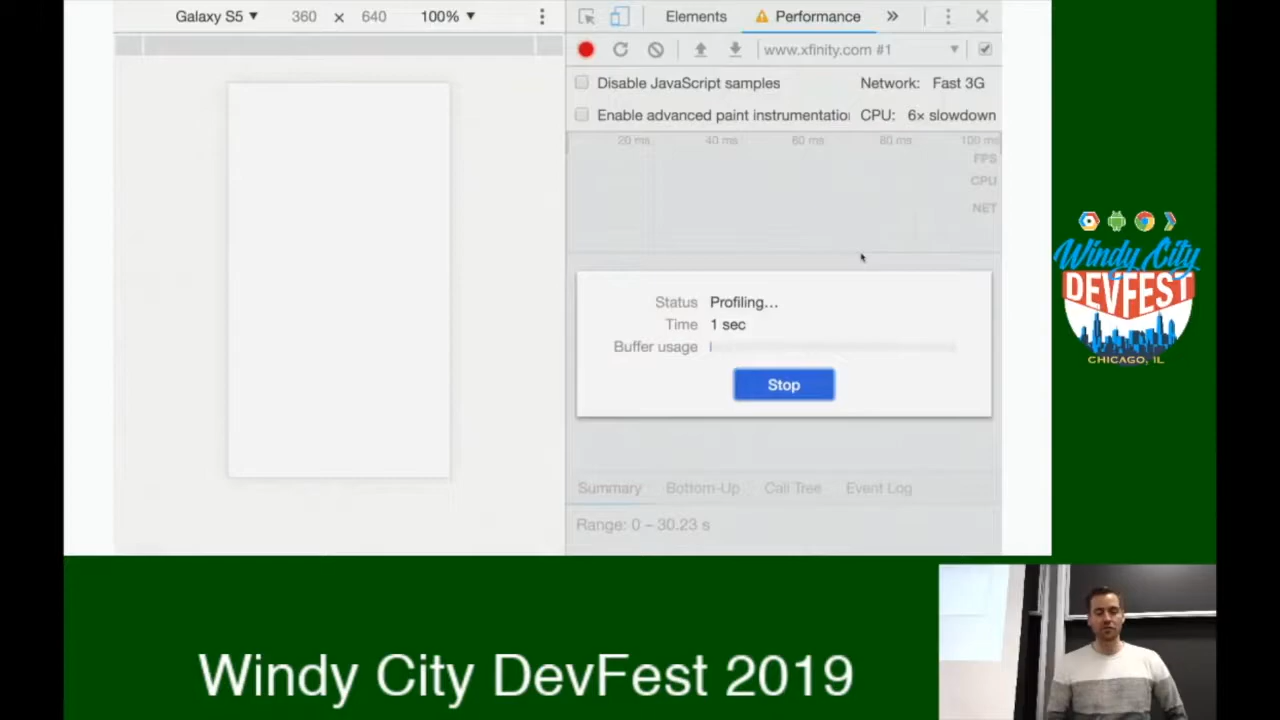 Galaxy S5 ▼ 360 × 640 100% ▼
Elements Performance »
www.xfinity.com #1
Disable JavaScript samples Network: Fast 3G
Enable advanced paint instrumentatio CPU: 6× slowdown
20 ms 40 ms 60 ms 80 ms 100 ms
FPS
CPU
NET
Status Profiling…
Time 1 sec
Buffer usage
Stop
Summary Bottom-Up Call Tree Event Log
Range: 0 – 30.23 s
Windy City
DEVFEST
CHICAGO, IL
Windy City DevFest 2019